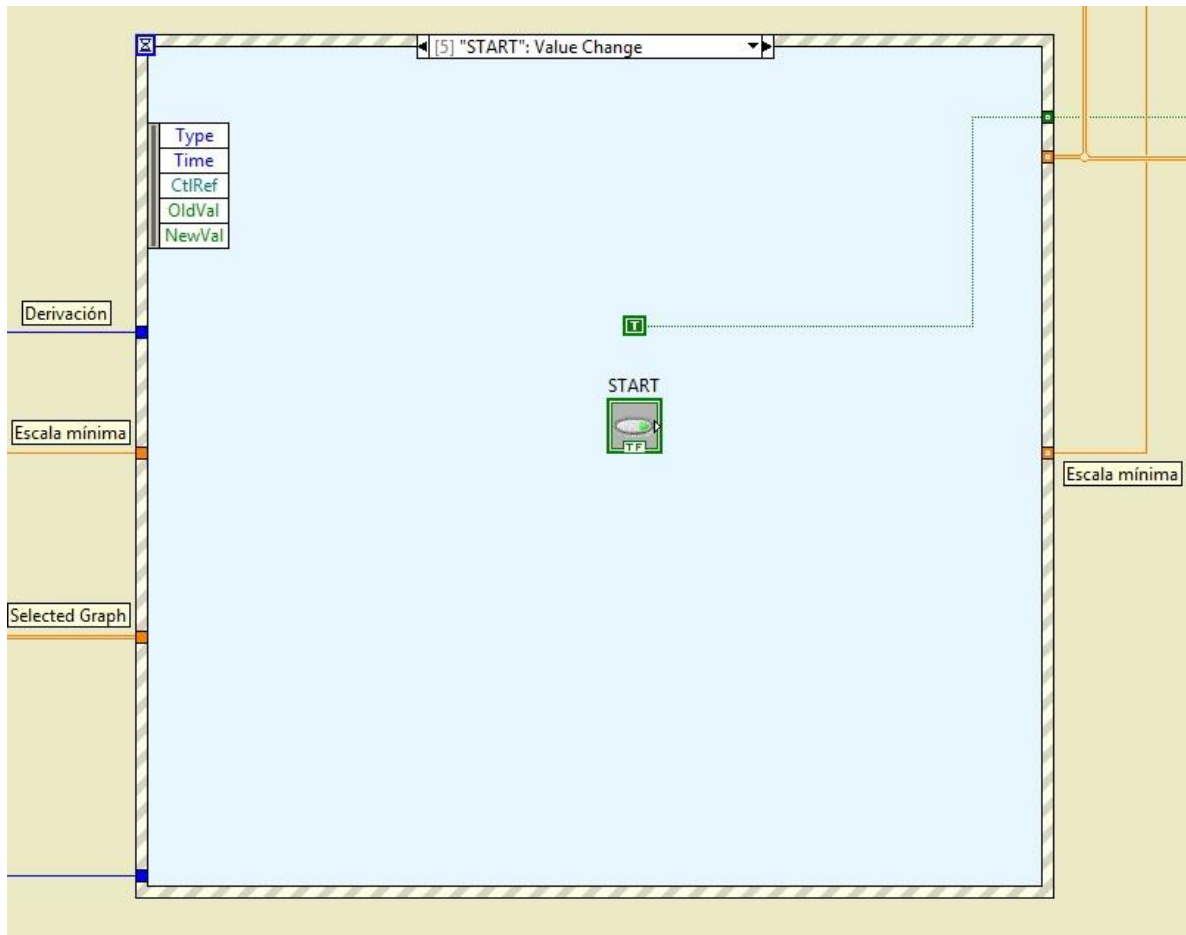 [5] "START": Value Change
Type
Time
CtlRef
OldVal
NewVal
Derivación
T
START
TF
Escala mínima
Escala mínima
Selected Graph